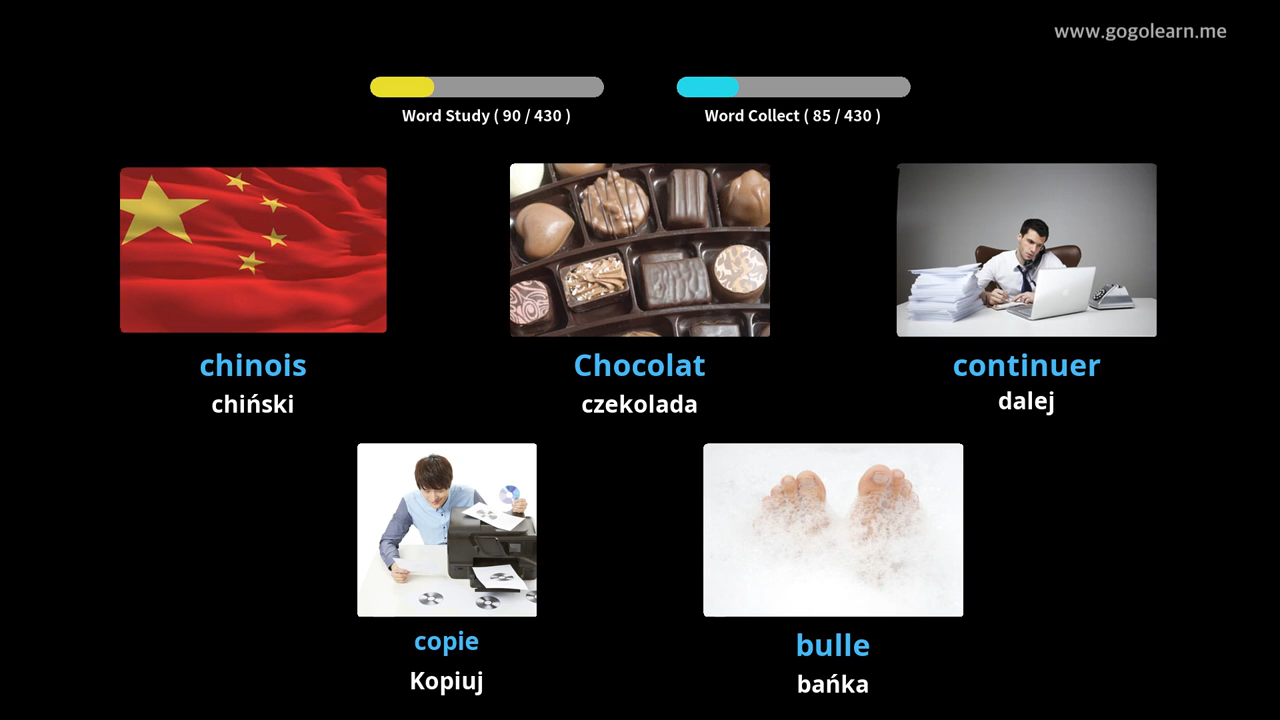 www.gogolearn.me
Word Study ( 90 / 430 )
Word Collect ( 85 / 430 )
chinois
chiński
Chocolat
czekolada
continuer
dalej
copie
Kopiuj
bulle
bańka